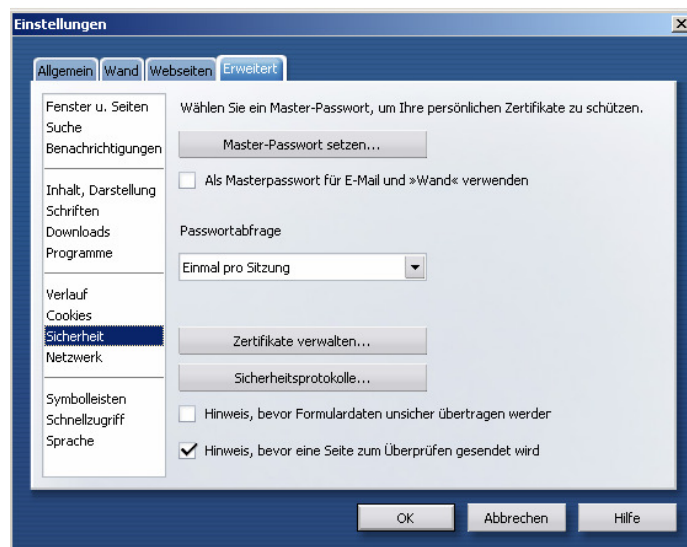 Einstellungen
Allgemein Wand Webseiten Erweitert
Fenster u. Seiten
Suche
Benachrichtigungen
Inhalt, Darstellung
Schriften
Downloads
Programme
Verlauf
Cookies
Sicherheit
Netzwerk
Symbolleisten
Schnellzugriff
Sprache
Wählen Sie ein Master-Passwort, um Ihre persönlichen Zertifikate zu schützen.
Master-Passwort setzen...
Als Masterpasswort für E-Mail und »Wand« verwenden
Passwortabfrage
Einmal pro Sitzung
Zertifikate verwalten...
Sicherheitsprotokolle...
Hinweis, bevor Formulardaten unsicher übertragen werder
Hinweis, bevor eine Seite zum Überprüfen gesendet wird
OK Abbrechen Hilfe